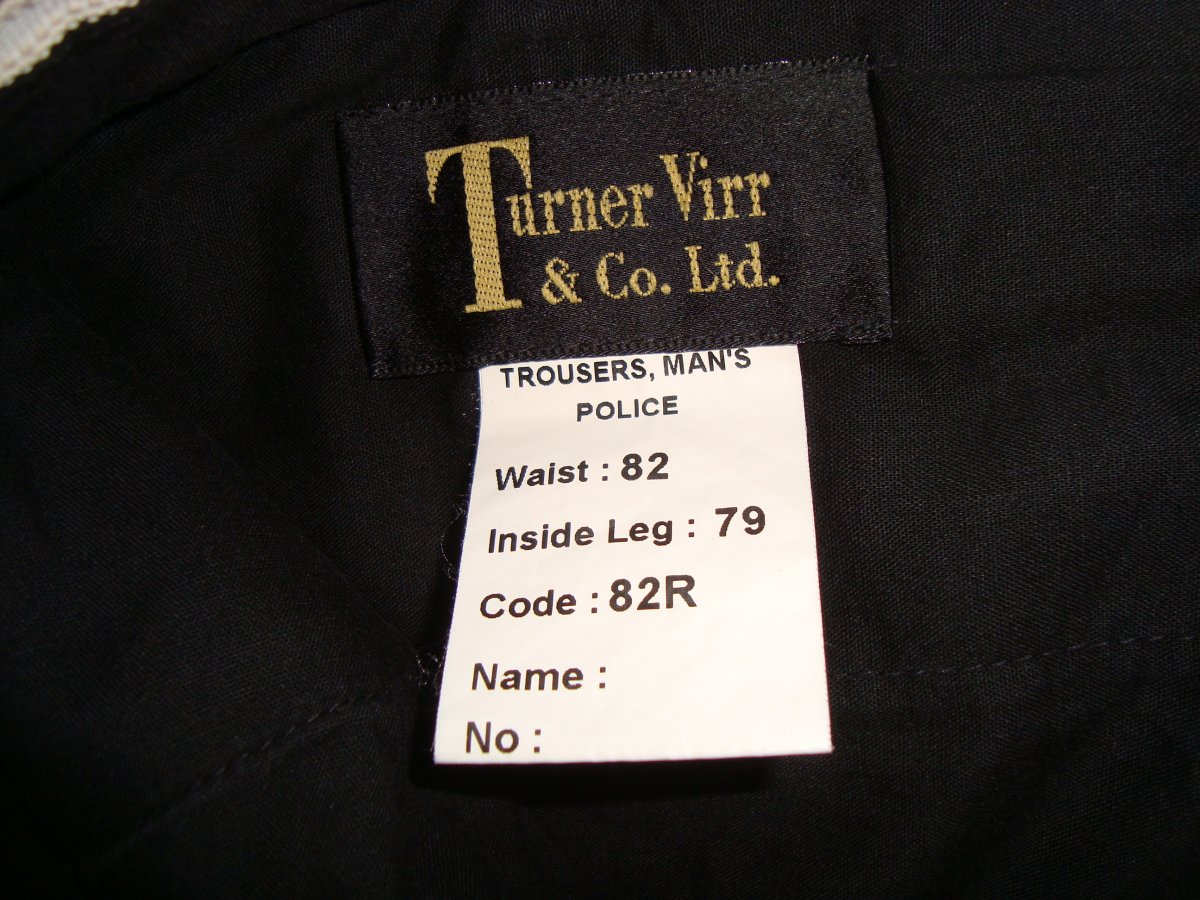 Turner Virr
& Co. Ltd.
TROUSERS, MAN'S
POLICE
Waist : 82
Inside Leg : 79
Code : 82R
Name :
No :